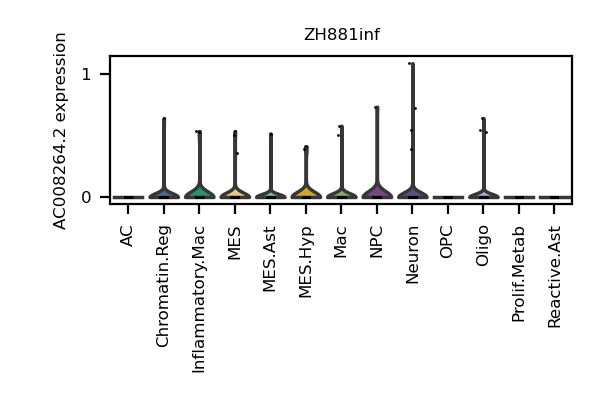 ZH881inf
AC008264.2 expression
1
0
AC
Chromatin.Reg
Inflammatory.Mac
MES
MES.Ast
MES.Hyp
Mac
NPC
Neuron
OPC
Oligo
Prolif.Metab
Reactive.Ast